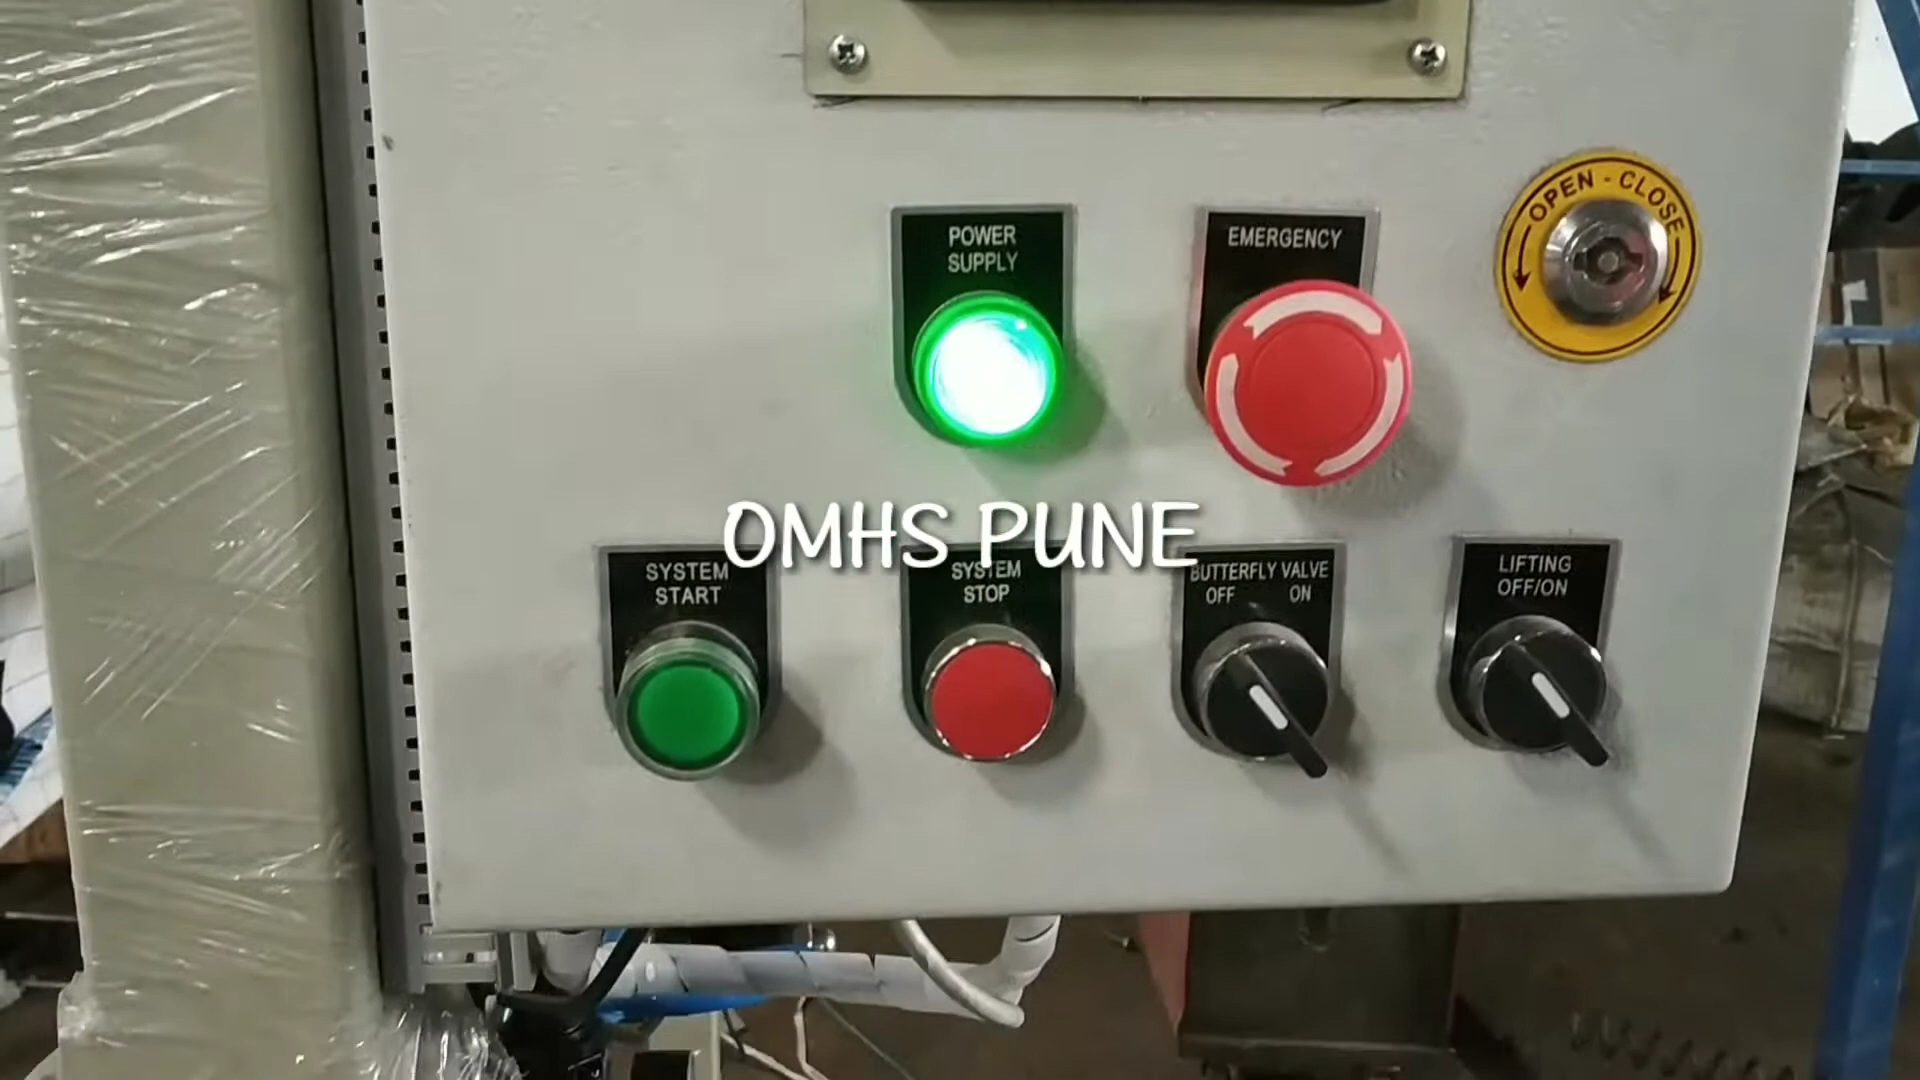 OPEN - CLOSE
POWER
SUPPLY
EMERGENCY
OMHS PUNE
SYSTEM
START
SYSTEM
STOP
BUTTERFLY VALVE
OFF ON
LIFTING
OFF/ON